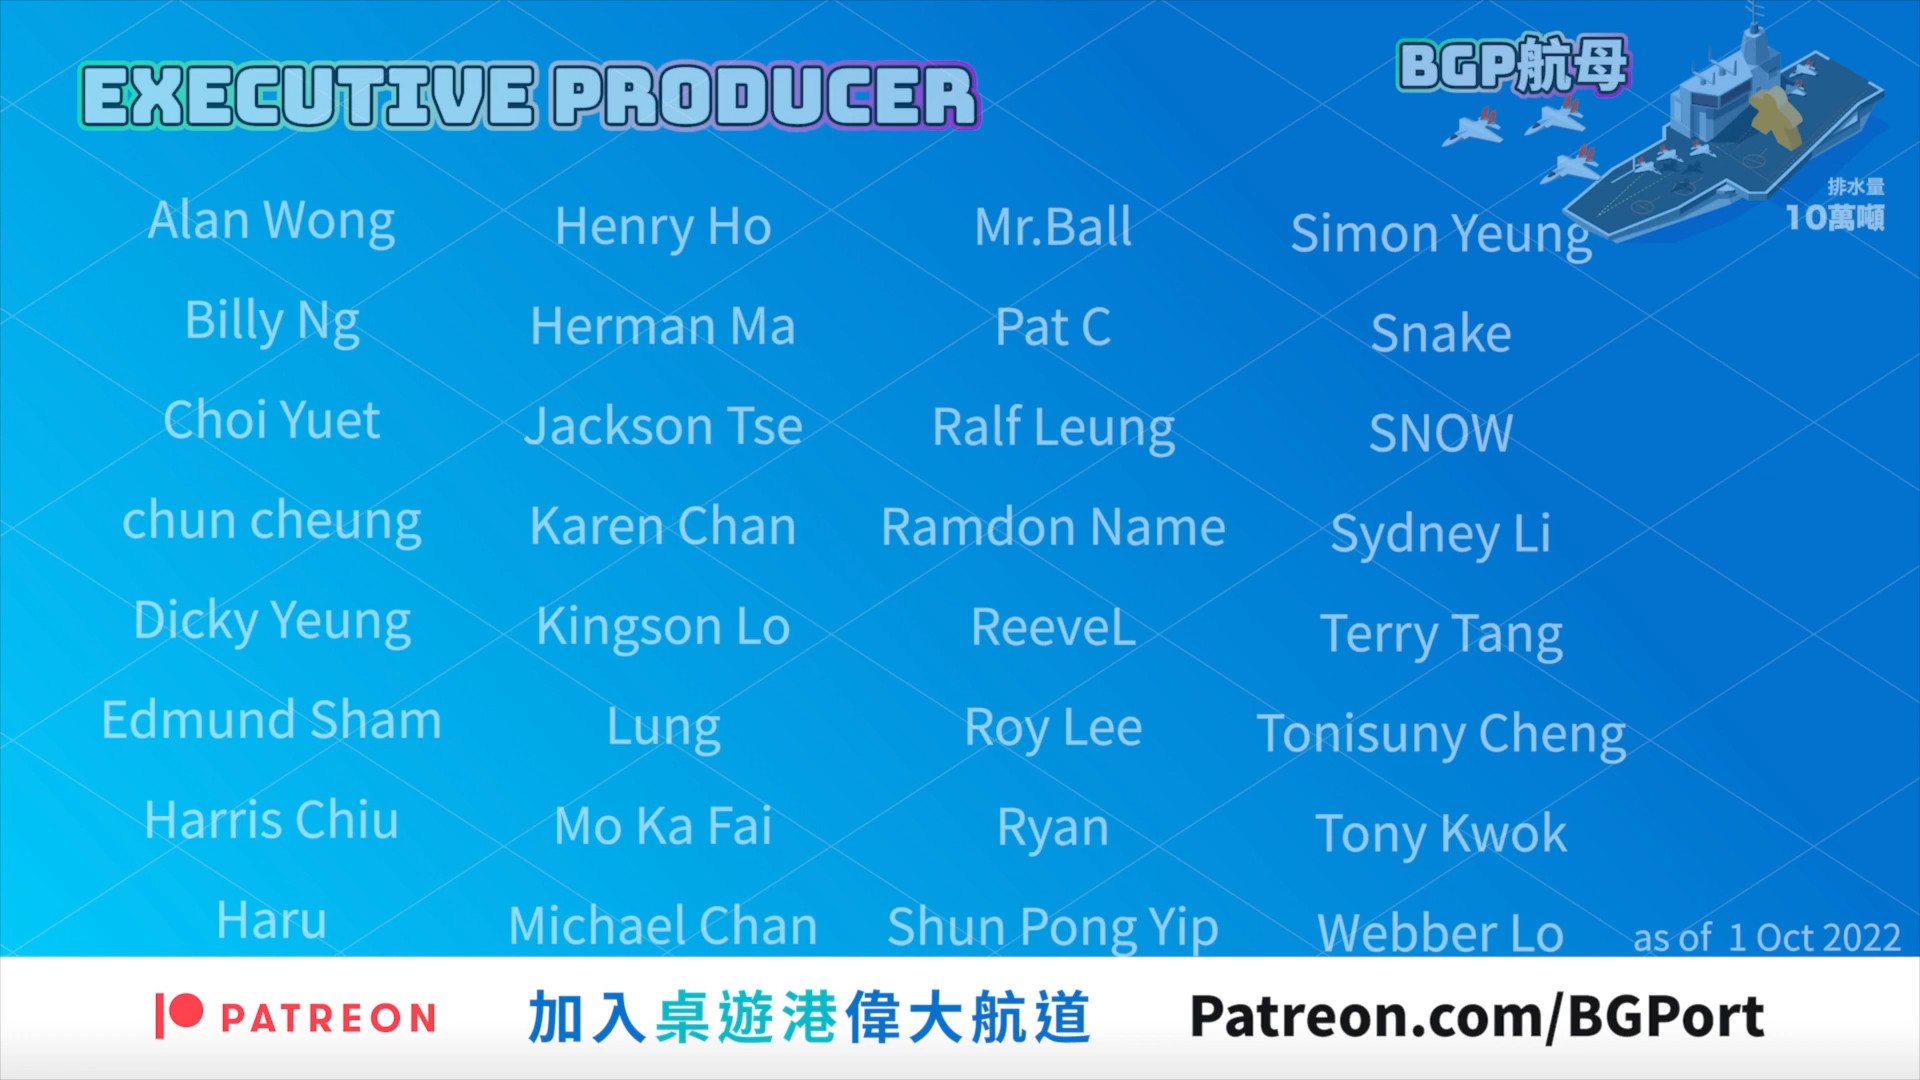 EXECUTIVE PRODUCER
BGP航母
排水量
10萬噸
Alan Wong
Billy Ng
Choi Yuet
chun cheung
Dicky Yeung
Edmund Sham
Harris Chiu
Haru
Henry Ho
Herman Ma
Jackson Tse
Karen Chan
Kingson Lo
Lung
Mo Ka Fai
Michael Chan
Mr.Ball
Pat C
Ralf Leung
Ramdon Name
ReeveL
Roy Lee
Ryan
Shun Pong Yip
Simon Yeung
Snake
SNOW
Sydney Li
Terry Tang
Tonisuny Cheng
Tony Kwok
Webber Lo
as of 1 Oct 2022
PATREON
加入桌遊港偉大航道
Patreon.com/BGPort